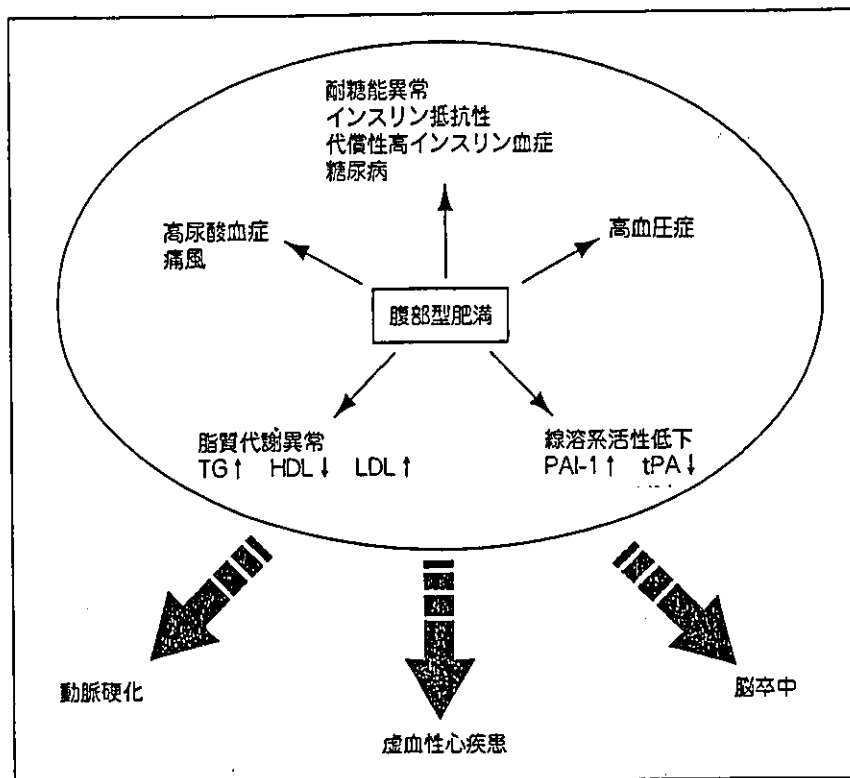 耐糖能異常
インスリン抵抗性
代償性高インスリン血症
糖尿病
高尿酸血症
痛風
高血圧症
腹部型肥満
脂質代謝異常
TG↑ HDL↓ LDL↑
線溶系活性低下
PAI-1↑ tPA↓
動脈硬化
虚血性心疾患
脳卒中